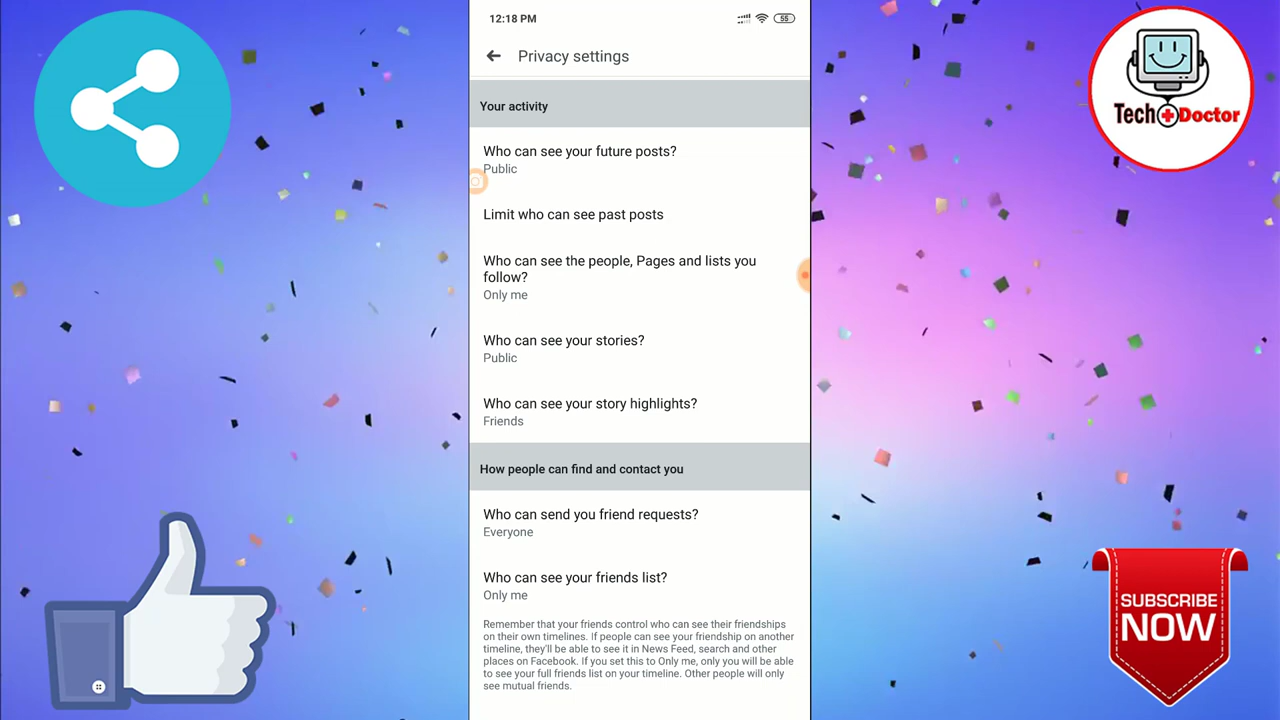 12:18 PM
55
Privacy settings
Your activity
Who can see your future posts?
Public
Limit who can see past posts
Who can see the people, Pages and lists you
follow?
Only me
Who can see your stories?
Public
Who can see your story highlights?
Friends
How people can find and contact you
Who can send you friend requests?
Everyone
Who can see your friends list?
Only me
Remember that your friends control who can see their friendships
on their own timelines. If people can see your friendship on another
timeline, they'll be able to see it in News Feed, search and other
places on Facebook. If you set this to Only me, only you will be able
to see your full friends list on your timeline. Other people will only
see mutual friends.
Tech Doctor
SUBSCRIBE
NOW